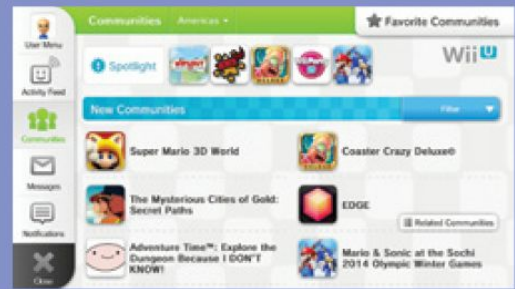 User Menu
Communities Americas
Favorite Communities
Activity Feed
Spotlight
Wii U
Communities
New Communities
Filter
Super Mario 3D World
Coaster Crazy Deluxe®
Messages
The Mysterious Cities of Gold:
Secret Paths
EDGE
Related Communities
Notifications
Adventure Time™: Explore the
Dungeon Because I DON'T
KNOW!
Mario & Sonic at the Sochi
2014 Olympic Winter Games
Close